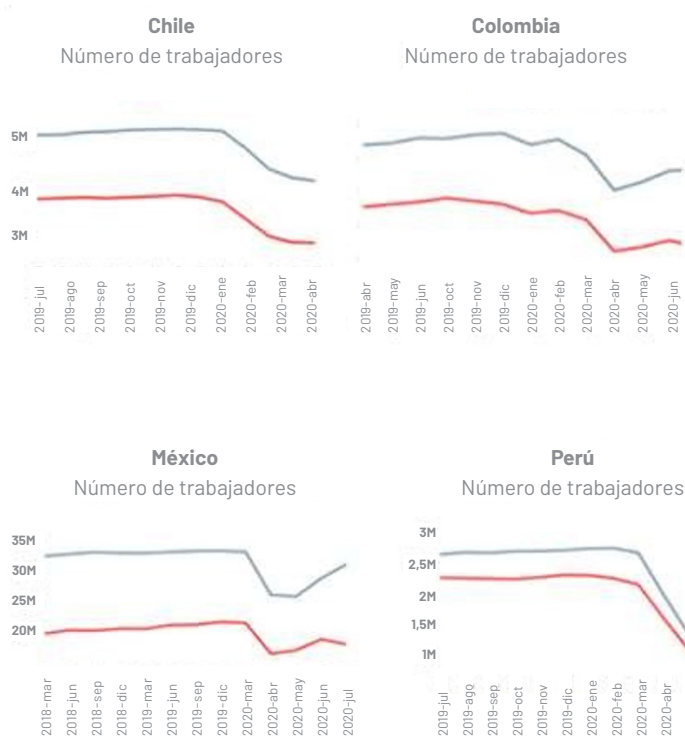 Chile
Número de trabajadores
5M
4M
3M
2019-jul
2019-ago
2019-sep
2019-oct
2019-nov
2019-dic
2020-ene
2020-feb
2020-mar
2020-abr
Colombia
Número de trabajadores
2019-abr
2019-may
2019-jun
2019-oct
2019-nov
2019-dic
2020-ene
2020-feb
2020-mar
2020-abr
2020-may
2020-jun
México
Número de trabajadores
35M
30M
25M
20M
2018-mar
2018-jun
2018-sep
2018-dic
2019-mar
2019-jun
2019-sep
2019-dic
2020-mar
2020-abr
2020-may
2020-jun
2020-jul
Perú
Número de trabajadores
3M
2,5M
2M
1,5M
1M
2019-jul
2019-ago
2019-sep
2019-oct
2019-nov
2019-dic
2020-ene
2020-feb
2020-mar
2020-abr